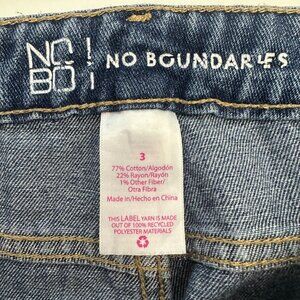 NO!
BO!
NO BOUNDARIES
3
77% Cotton/Algodón
22% Rayon/Rayón
1% Other Fiber/
Otra Fibra
Made in/Hecho en China
THIS LABEL YARN IS MADE
OUT OF 100% RECYCLED
POLYESTER MATERIALS